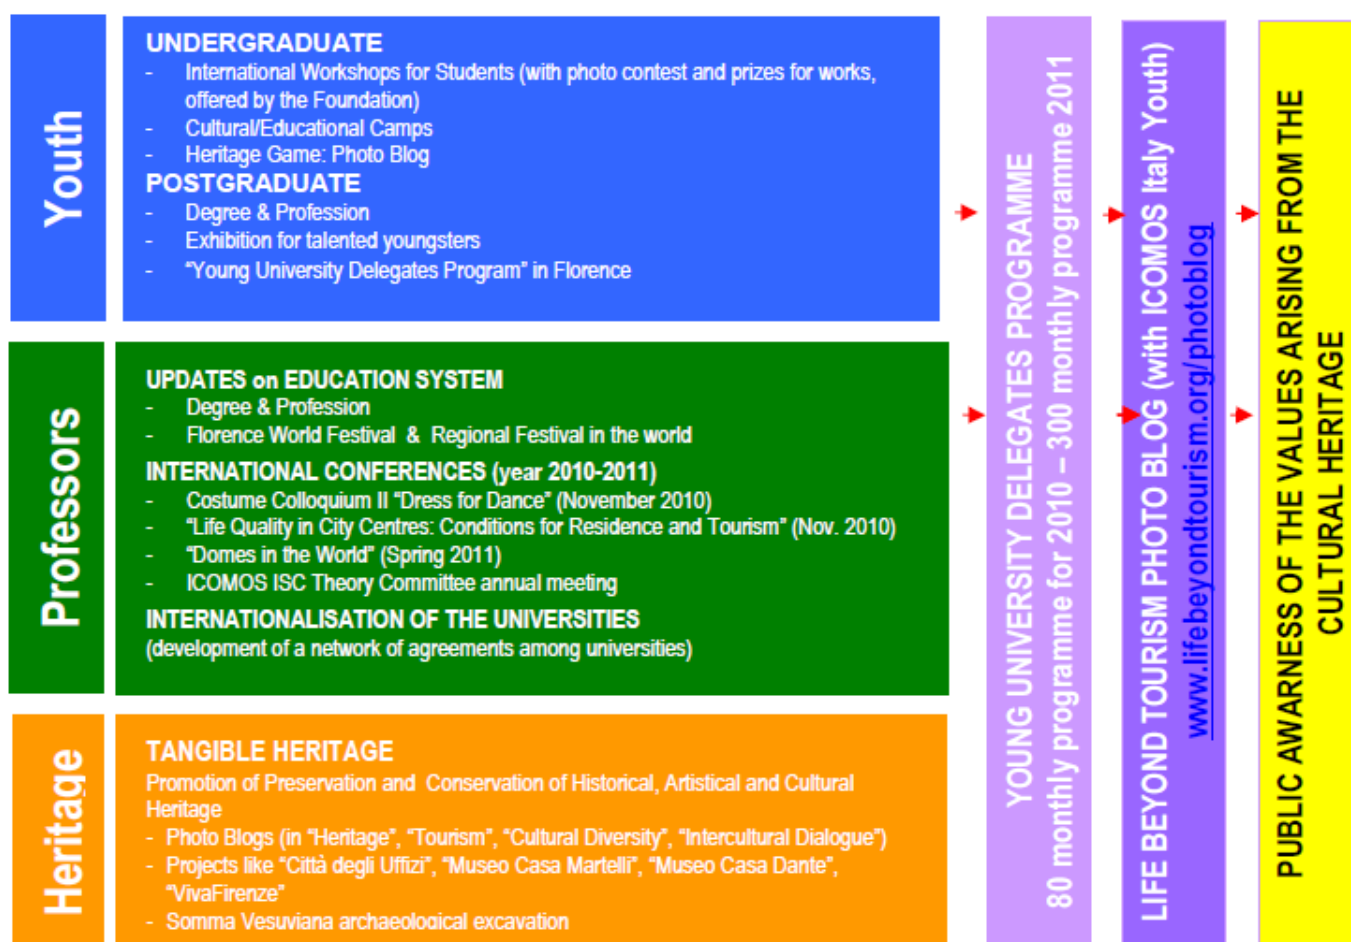 Youth
UNDERGRADUATE
- International Workshops for Students (with photo contest and prizes for works,
offered by the Foundation)
- Cultural/Educational Camps
- Heritage Game: Photo Blog
POSTGRADUATE
- Degree & Profession
- Exhibition for talented youngsters
- “Young University Delegates Program” in Florence
Professors
UPDATES on EDUCATION SYSTEM
- Degree & Profession
- Florence World Festival & Regional Festival in the world
INTERNATIONAL CONFERENCES (year 2010-2011)
- Costume Colloquium II “Dress for Dance” (November 2010)
- “Life Quality in City Centres: Conditions for Residence and Tourism” (Nov. 2010)
- “Domes in the World” (Spring 2011)
- ICOMOS ISC Theory Committee annual meeting
INTERNATIONALISATION OF THE UNIVERSITIES
(development of a network of agreements among universities)
Heritage
TANGIBLE HERITAGE
Promotion of Preservation and Conservation of Historical, Artistical and Cultural
Heritage
- Photo Blogs (in “Heritage”, “Tourism”, “Cultural Diversity”, “Intercultural Dialogue”)
- Projects like “Città degli Uffizi”, “Museo Casa Martelli”, “Museo Casa Dante”,
“VivaFirenze”
- Somma Vesuviana archaeological excavation
YOUNG UNIVERSITY DELEGATES PROGRAMME
80 monthly programme for 2010 – 300 monthly programme 2011
LIFE BEYOND TOURISM PHOTO BLOG (with ICOMOS Italy Youth)
www.lifebeyondtourism.org/photoblog
PUBLIC AWARNESS OF THE VALUES ARISING FROM THE
CULTURAL HERITAGE